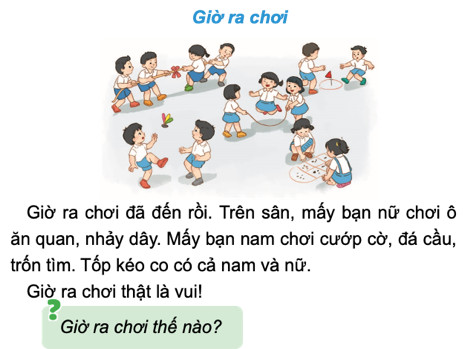 Giờ ra chơi
Giờ ra chơi đã đến rồi. Trên sân, mấy bạn nữ chơi ô
ăn quan, nhảy dây. Mấy bạn nam chơi cướp cờ, đá cầu,
trốn tìm. Tốp kéo co có cả nam và nữ.
Giờ ra chơi thật là vui!
?
Giờ ra chơi thế nào?